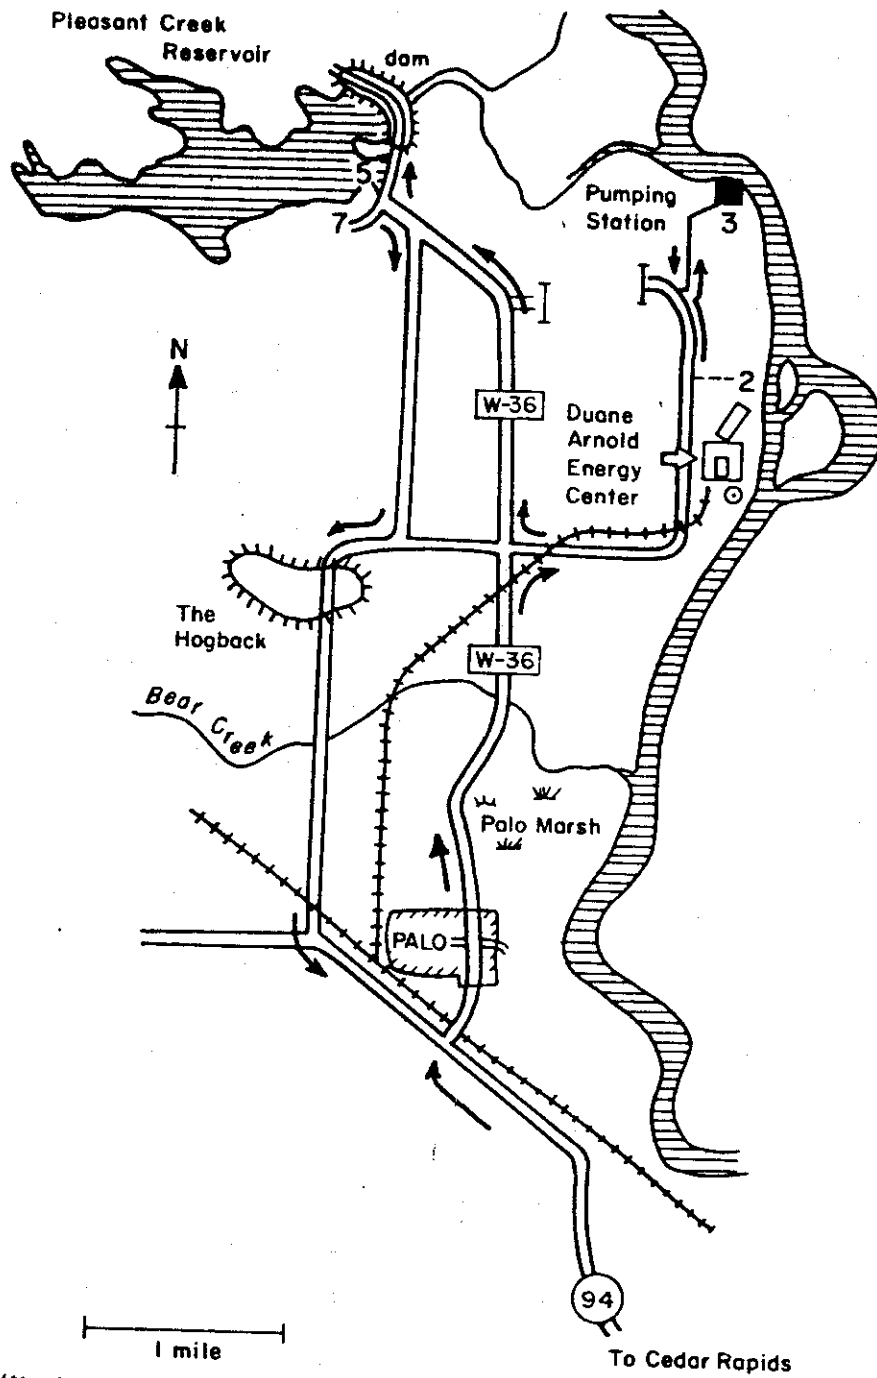 Pleasant Creek
Reservoir
dam
5
7
Pumping
Station
3
N
W-36
2
Duane
Arnold
Energy
Center
The
Hogback
W-36
Bear Creek
Palo Marsh
PALO
94
1 mile
To Cedar Rapids